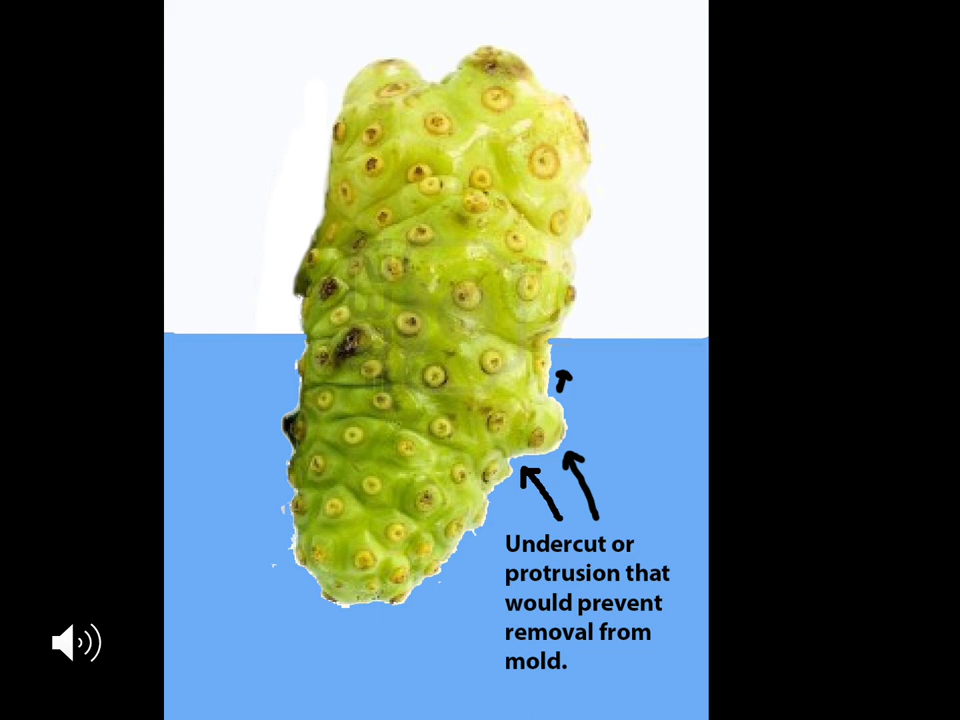 Undercut or
protrusion that
would prevent
removal from
mold.